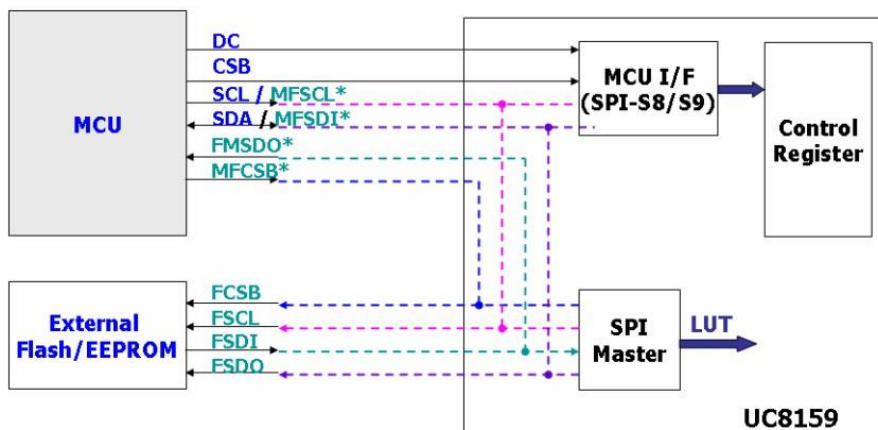 DC
CSB
SCL / MFSCL*
SDA / MFSDI*
FMSDO*
MFCSB*
MCU
MCU I/F
(SPI-S8/S9)
Control
Register
FCSB
FSCL
FSDI
FSDO
External
Flash/EEPROM
SPI
Master
LUT
UC8159